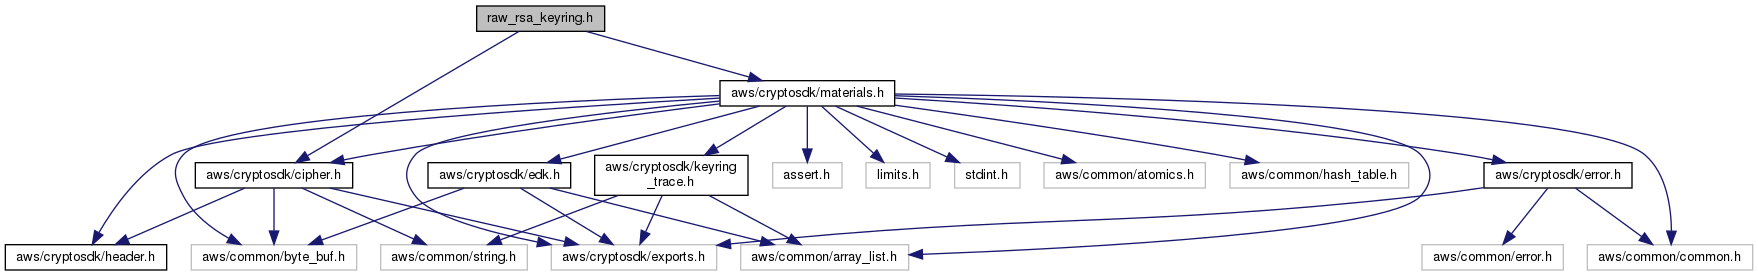 raw_rsa_keyring.h
aws/cryptosdk/materials.h
aws/cryptosdk/cipher.h
aws/cryptosdk/edk.h
aws/cryptosdk/keyring
_trace.h
assert.h
limits.h
stdint.h
aws/common/atomics.h
aws/common/hash_table.h
aws/cryptosdk/error.h
aws/cryptosdk/header.h
aws/common/byte_buf.h
aws/common/string.h
aws/cryptosdk/exports.h
aws/common/array_list.h
aws/common/error.h
aws/common/common.h